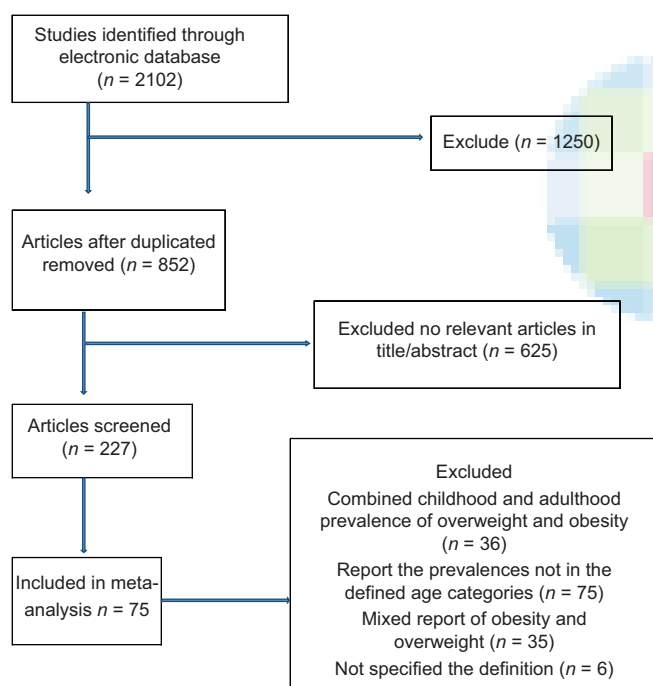 Studies identified through
electronic database
(n = 2102)
Exclude (n = 1250)
Articles after duplicated
removed (n = 852)
Excluded no relevant articles in
title/abstract (n = 625)
Articles screened
(n = 227)
Included in meta-
analysis n = 75
Excluded
Combined childhood and adulthood
prevalence of overweight and obesity
(n = 36)
Report the prevalences not in the
defined age categories (n = 75)
Mixed report of obesity and
overweight (n = 35)
Not specified the definition (n = 6)